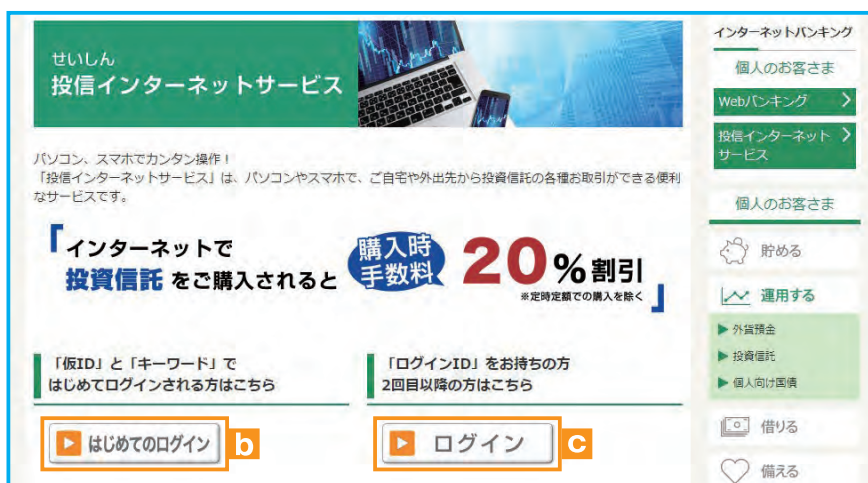 せいしん
投信インターネットサービス
パソコン、スマホでカンタン操作！
「投信インターネットサービス」は、パソコンやスマホで、ご自宅や外出先から投資信託の各種お取引ができる便利
なサービスです。
「インターネットで
投資信託をご購入されると
購入時
手数料
20%割引
※定時定額での購入を除く」
「仮ID」と「キーワード」で
はじめてログインされる方はこちら
はじめてのログイン
b
「ログインID」をお持ちの方
2回目以降の方はこちら
ログイン
c
インターネットバンキング
個人のお客さま
Webバンキング
投信インターネット
サービス
個人のお客さま
貯める
運用する
外貨預金
投資信託
個人向け国債
借りる
備える